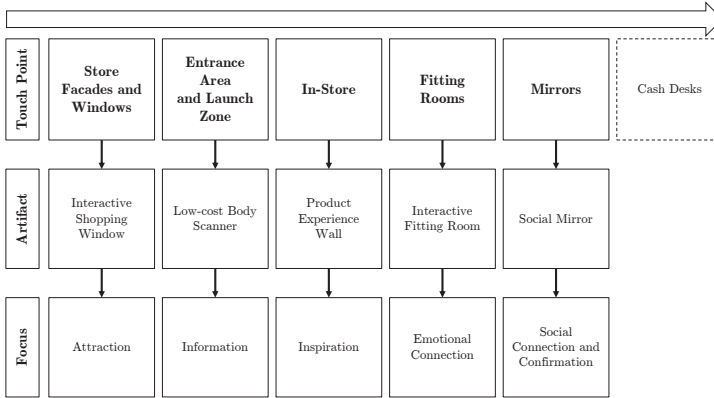 Touch Point
Store
Facades and
Windows
Entrance
Area
and Launch
Zone
In-Store
Fitting
Rooms
Mirrors
Cash Desks
Artifact
Interactive
Shopping
Window
Low-cost Body
Scanner
Product
Experience
Wall
Interactive
Fitting Room
Social Mirror
Focus
Attraction
Information
Inspiration
Emotional
Connection
Social
Connection and
Confirmation